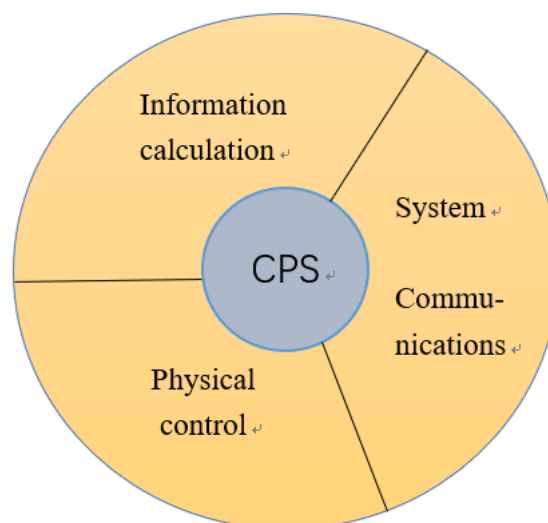 Information
calculation
System
Commu-
nications
CPS
Physical
control